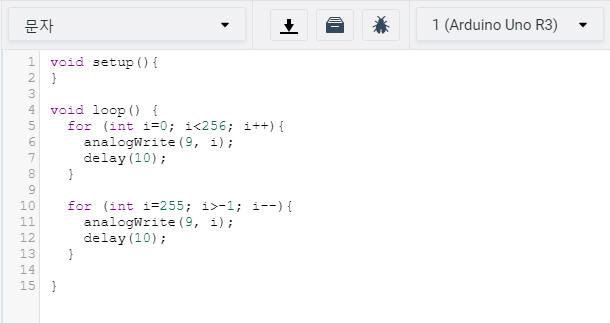 문자
1 (Arduino Uno R3)
1 void setup(){
2 }
3
4 void loop() {
5   for (int i=0; i<256; i++){
6     analogWrite(9, i);
7     delay(10);
8   }
9
10   for (int i=255; i>-1; i--){
11     analogWrite(9, i);
12     delay(10);
13   }
14
15 }